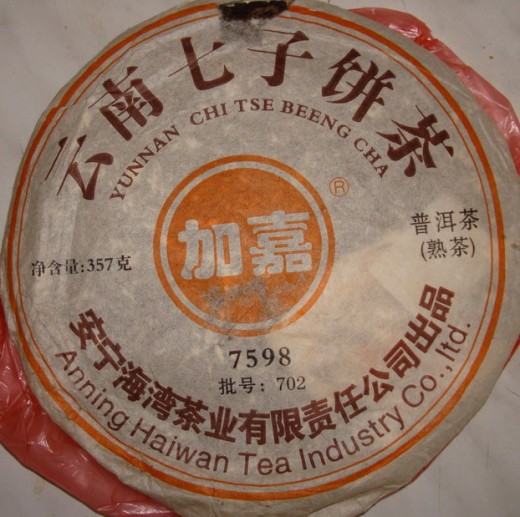 云南七子饼茶
YUNNAN CHI TSE BEENG CHA
®
加嘉
普洱茶
(熟茶)
净含量:357克
7598
批号: 702
安宁海湾茶业有限责任公司出品
Anning Haiwan Tea Industry Co., ltd.